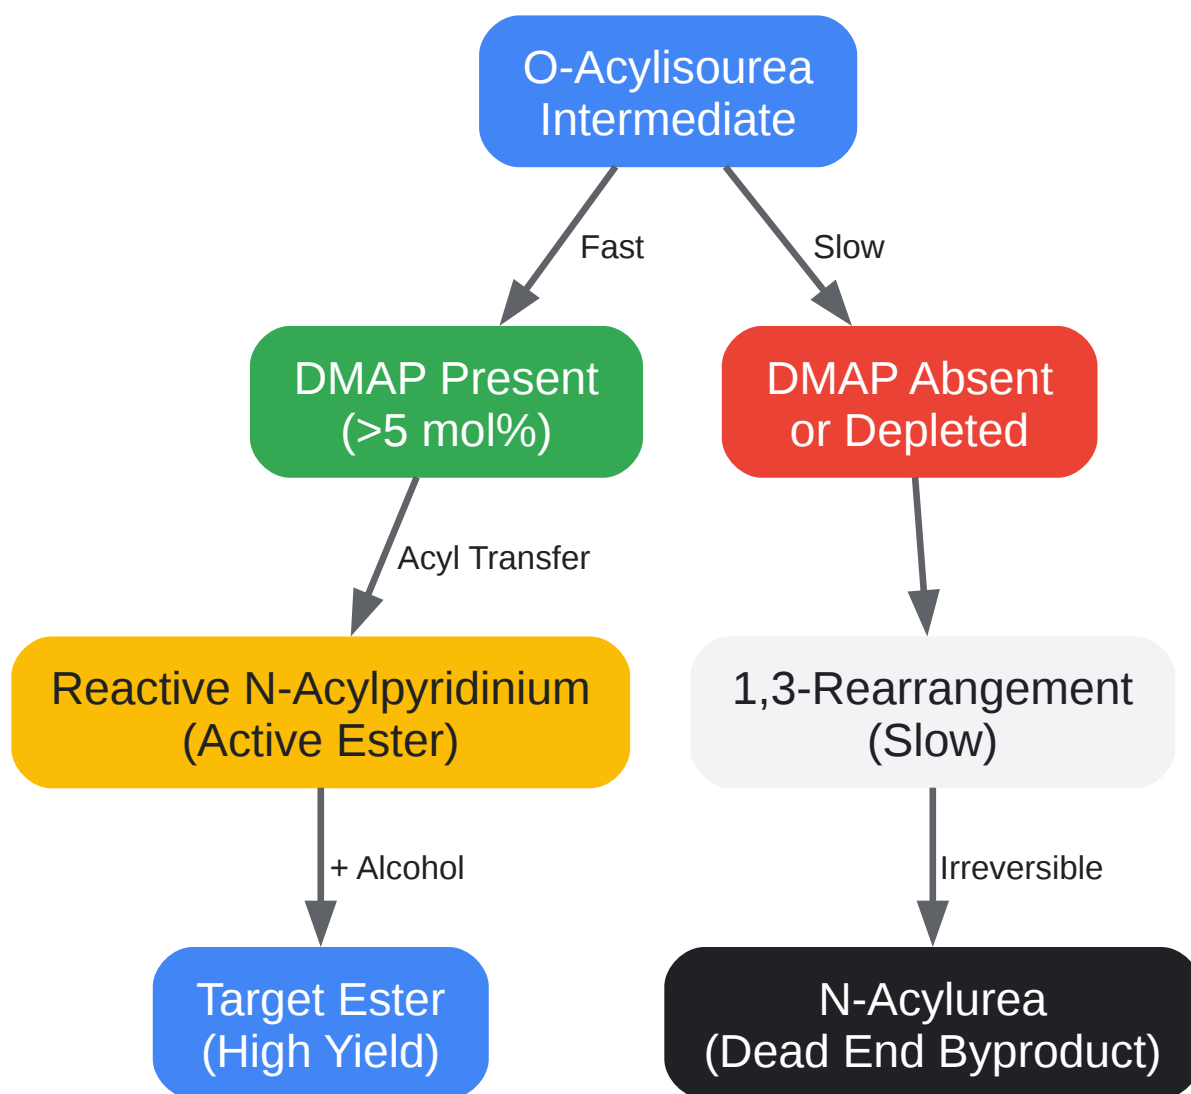 O-Acylisourea
Intermediate
Fast
Slow
DMAP Present
(>5 mol%)
DMAP Absent
or Depleted
Acyl Transfer
Reactive N-Acylpyridinium
(Active Ester)
1,3-Rearrangement
(Slow)
+ Alcohol
Irreversible
Target Ester
(High Yield)
N-Acylurea
(Dead End Byproduct)